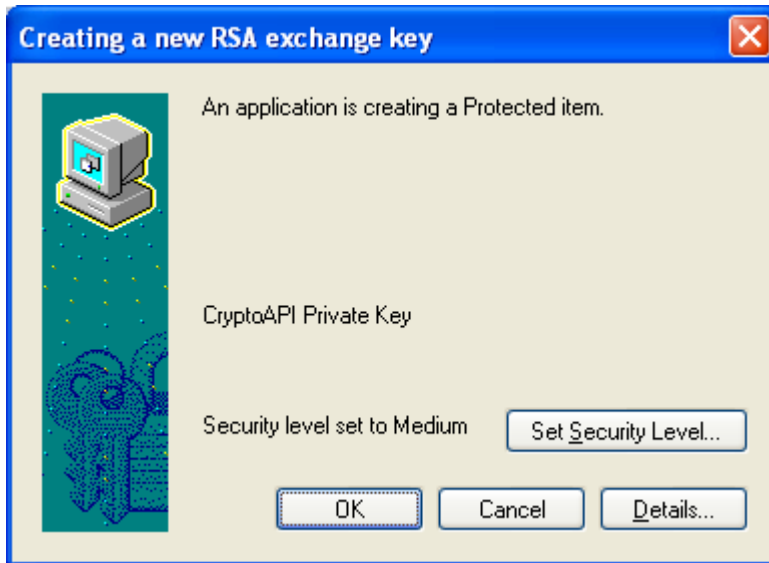 Creating a new RSA exchange key
An application is creating a Protected item.
CryptoAPI Private Key
Security level set to Medium
Set Security Level...
OK
Cancel
Details...